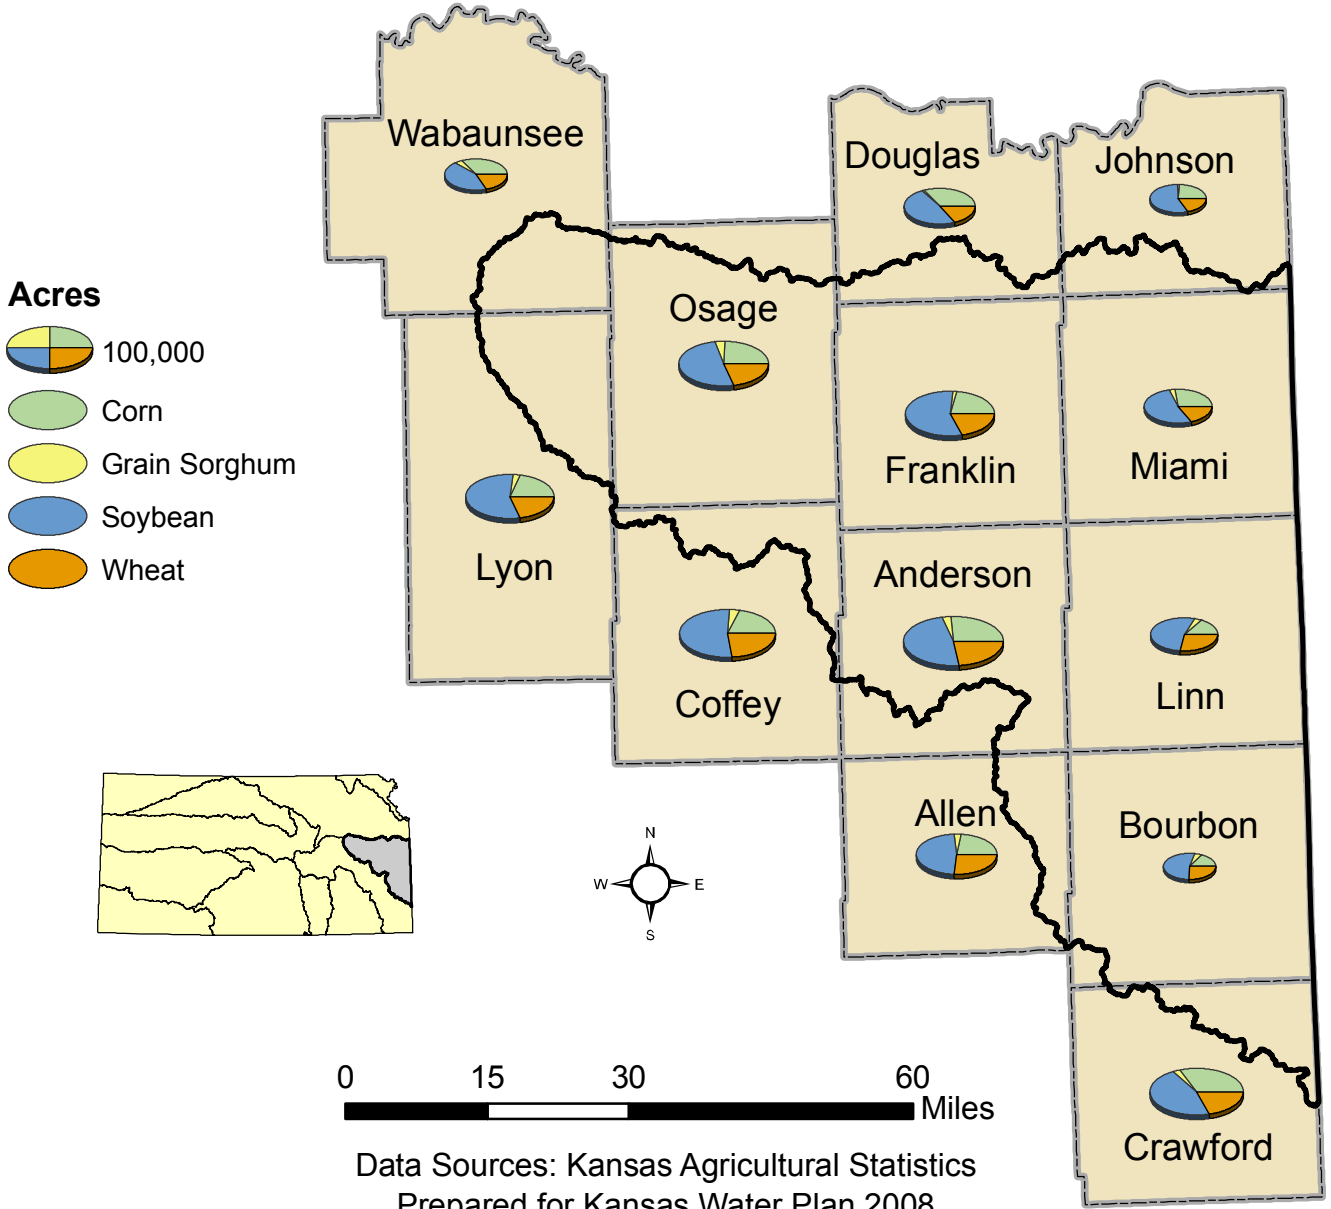 Wabaunsee
Douglas
Johnson
Acres
100,000
Corn
Grain Sorghum
Soybean
Wheat
Osage
Franklin
Miami
Lyon
Anderson
Coffey
Linn
Allen
Bourbon
N
W
E
S
Crawford
0 15 30 60
Miles
Data Sources: Kansas Agricultural Statistics
Prepared for Kansas Water Plan 2008